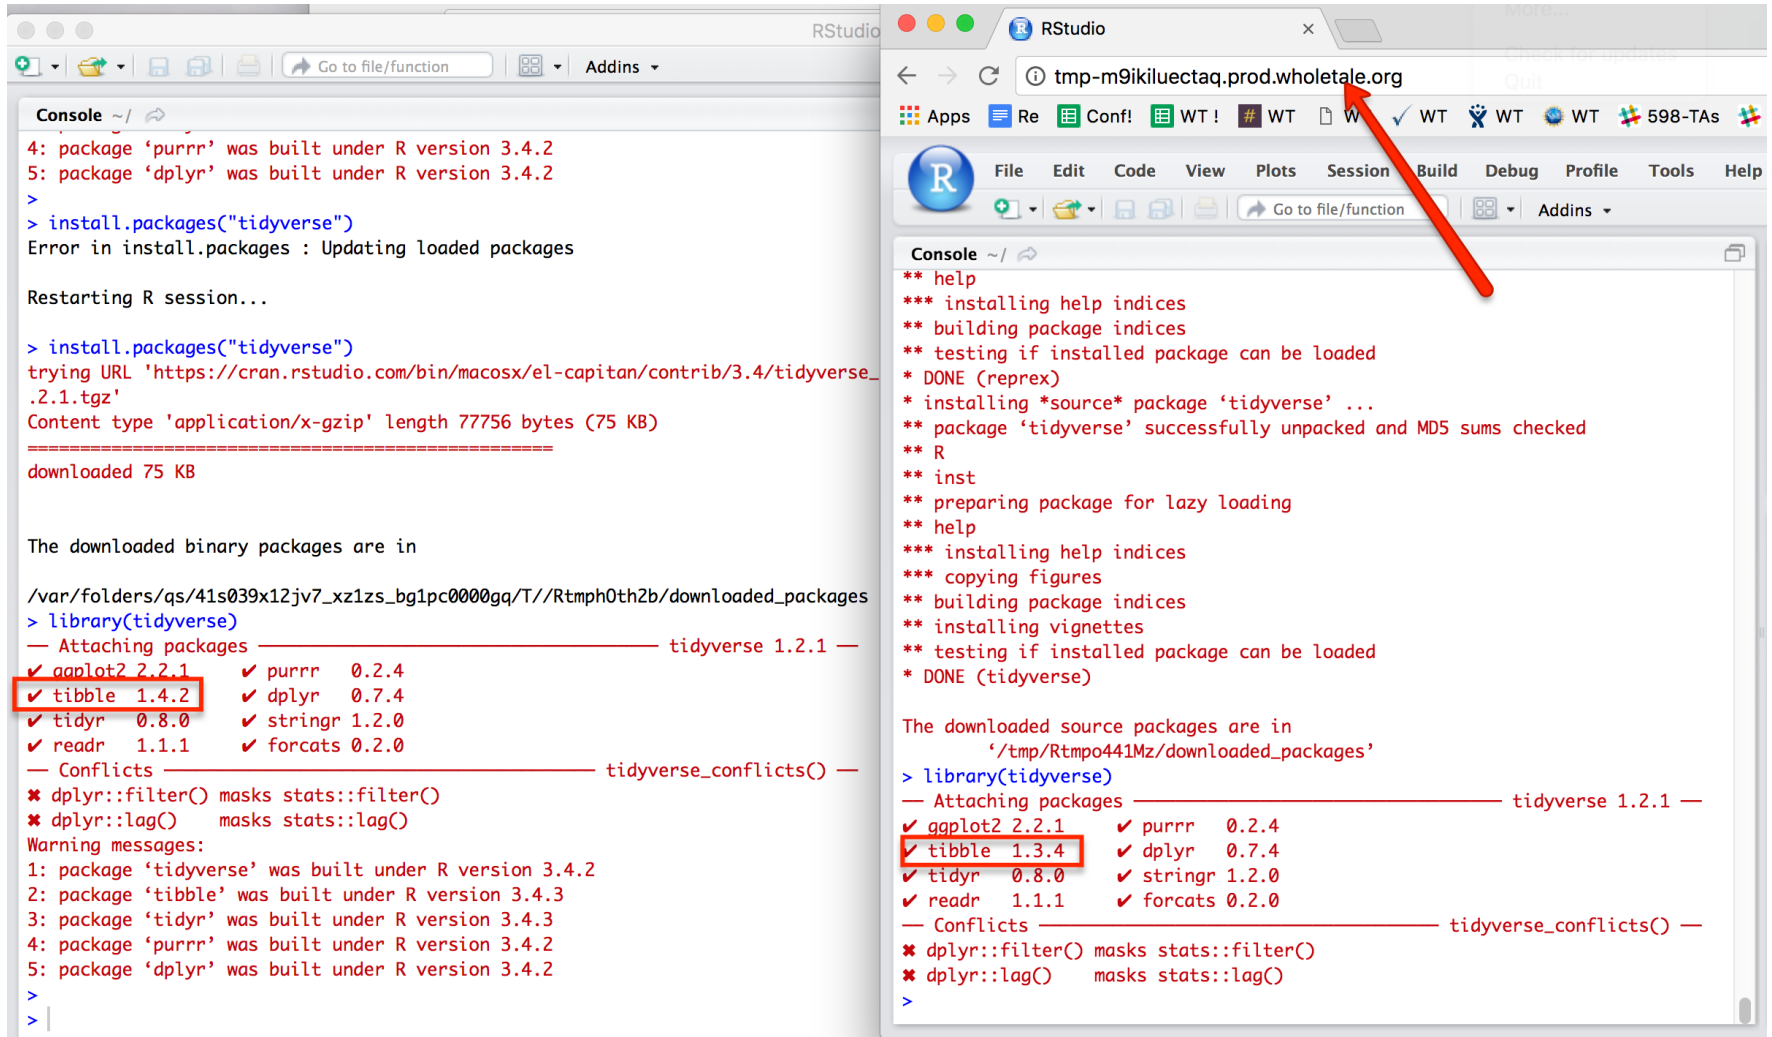 RStudio
Go to file/function
Addins
Console ~/
4: package ‘purrr’ was built under R version 3.4.2
5: package ‘dplyr’ was built under R version 3.4.2
>
> install.packages("tidyverse")
Error in install.packages : Updating loaded packages
Restarting R session...
> install.packages("tidyverse")
trying URL 'https://cran.rstudio.com/bin/macosx/el-capitan/contrib/3.4/tidyverse_
.2.1.tgz'
Content type 'application/x-gzip' length 77756 bytes (75 KB)
==================================================
downloaded 75 KB
The downloaded binary packages are in
/var/folders/qs/41s039x12jv7_xz1zs_bg1pc0000gq/T//RtmphOth2b/downloaded_packages
> library(tidyverse)
── Attaching packages ────────────────────────────────────── tidyverse 1.2.1 ──
✔ ggplot2 2.2.1 ✔ purrr 0.2.4
✔ tibble 1.4.2 ✔ dplyr 0.7.4
✔ tidyr 0.8.0 ✔ stringr 1.2.0
✔ readr 1.1.1 ✔ forcats 0.2.0
── Conflicts ───────────────────────────────────────── tidyverse_conflicts() ──
✖ dplyr::filter() masks stats::filter()
✖ dplyr::lag() masks stats::lag()
Warning messages:
1: package ‘tidyverse’ was built under R version 3.4.2
2: package ‘tibble’ was built under R version 3.4.3
3: package ‘tidyr’ was built under R version 3.4.3
4: package ‘purrr’ was built under R version 3.4.2
5: package ‘dplyr’ was built under R version 3.4.2
>
>
RStudio
More...
Check for updates
Quit
tmp-m9ikiluectaq.prod.wholetale.org
Apps Re Conf! WT ! # WT W WT WT WT 598-TAs
R File Edit Code View Plots Session Build Debug Profile Tools Help
Go to file/function Addins
Console ~/
** help
*** installing help indices
** building package indices
** testing if installed package can be loaded
* DONE (reprex)
* installing *source* package ‘tidyverse’ ...
** package ‘tidyverse’ successfully unpacked and MD5 sums checked
** R
** inst
** preparing package for lazy loading
** help
*** installing help indices
*** copying figures
** building package indices
** installing vignettes
** testing if installed package can be loaded
* DONE (tidyverse)
The downloaded source packages are in
‘/tmp/Rtmpo441Mz/downloaded_packages’
> library(tidyverse)
── Attaching packages ─────────────────────────────────── tidyverse 1.2.1 ──
✔ ggplot2 2.2.1 ✔ purrr 0.2.4
✔ tibble 1.3.4 ✔ dplyr 0.7.4
✔ tidyr 0.8.0 ✔ stringr 1.2.0
✔ readr 1.1.1 ✔ forcats 0.2.0
── Conflicts ────────────────────────────────────── tidyverse_conflicts() ──
✖ dplyr::filter() masks stats::filter()
✖ dplyr::lag() masks stats::lag()
>